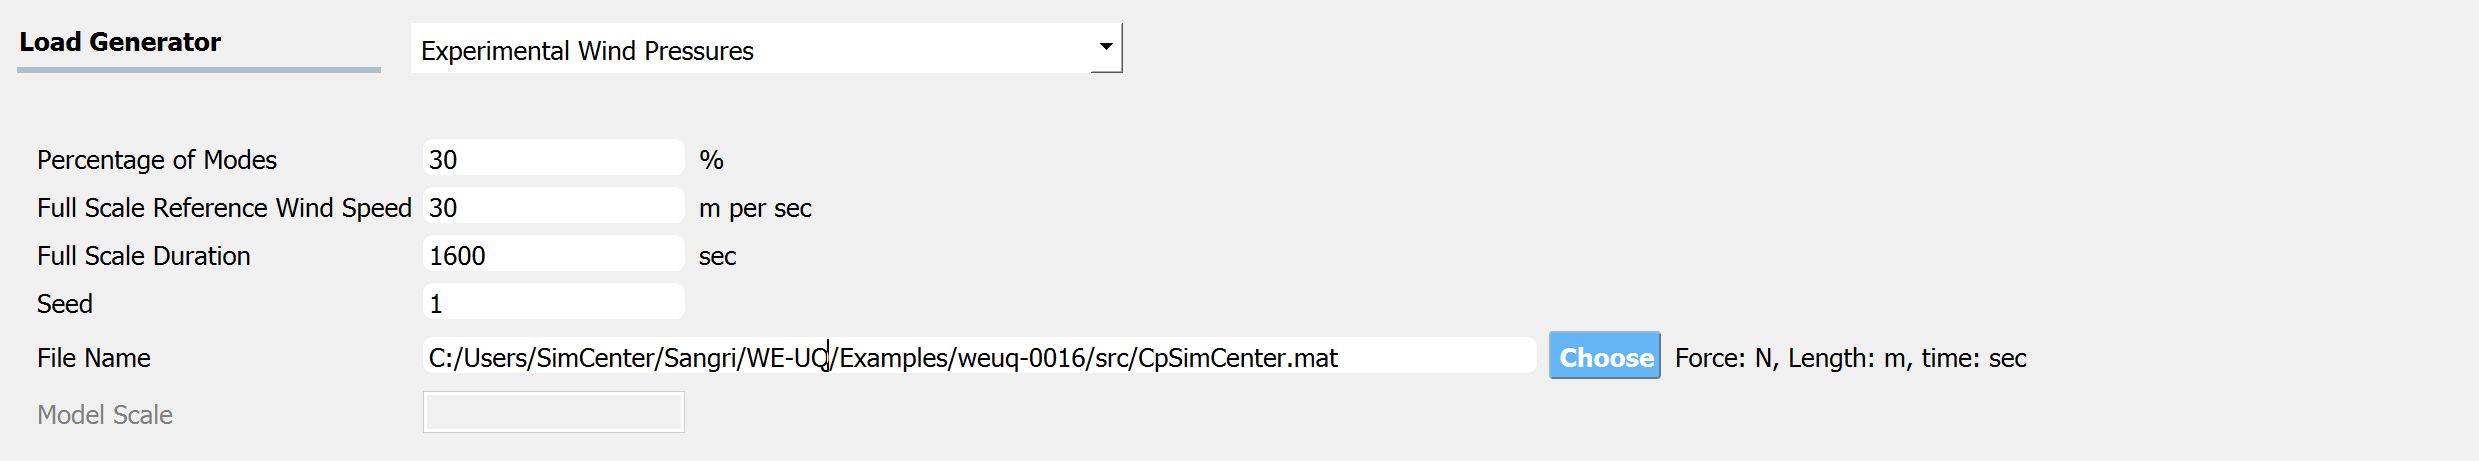 Load Generator Experimental Wind Pressures
Percentage of Modes 30 %
Full Scale Reference Wind Speed 30 m per sec
Full Scale Duration 1600 sec
Seed 1
File Name C:/Users/SimCenter/Sangri/WE-UQ/Examples/weuq-0016/src/CpSimCenter.mat Choose Force: N, Length: m, time: sec
Model Scale